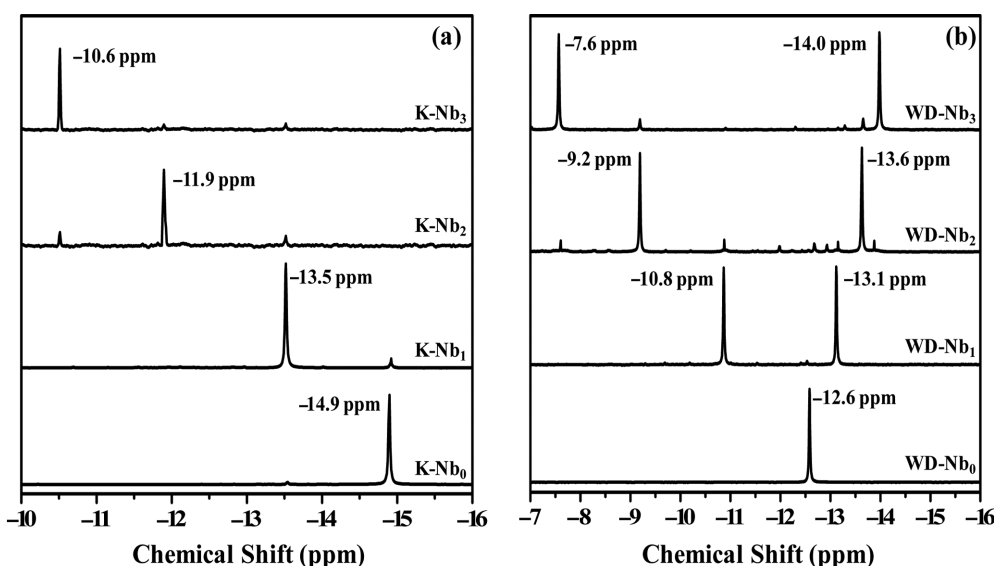 (a)
−10.6 ppm
K-Nb₃
−11.9 ppm
K-Nb₂
−13.5 ppm
K-Nb₁
−14.9 ppm
K-Nb₀
−10 −11 −12 −13 −14 −15 −16
Chemical Shift (ppm)
(b)
−7.6 ppm −14.0 ppm
WD-Nb₃
−9.2 ppm −13.6 ppm
WD-Nb₂
−10.8 ppm −13.1 ppm
WD-Nb₁
−12.6 ppm
WD-Nb₀
−7 −8 −9 −10 −11 −12 −13 −14 −15 −16
Chemical Shift (ppm)